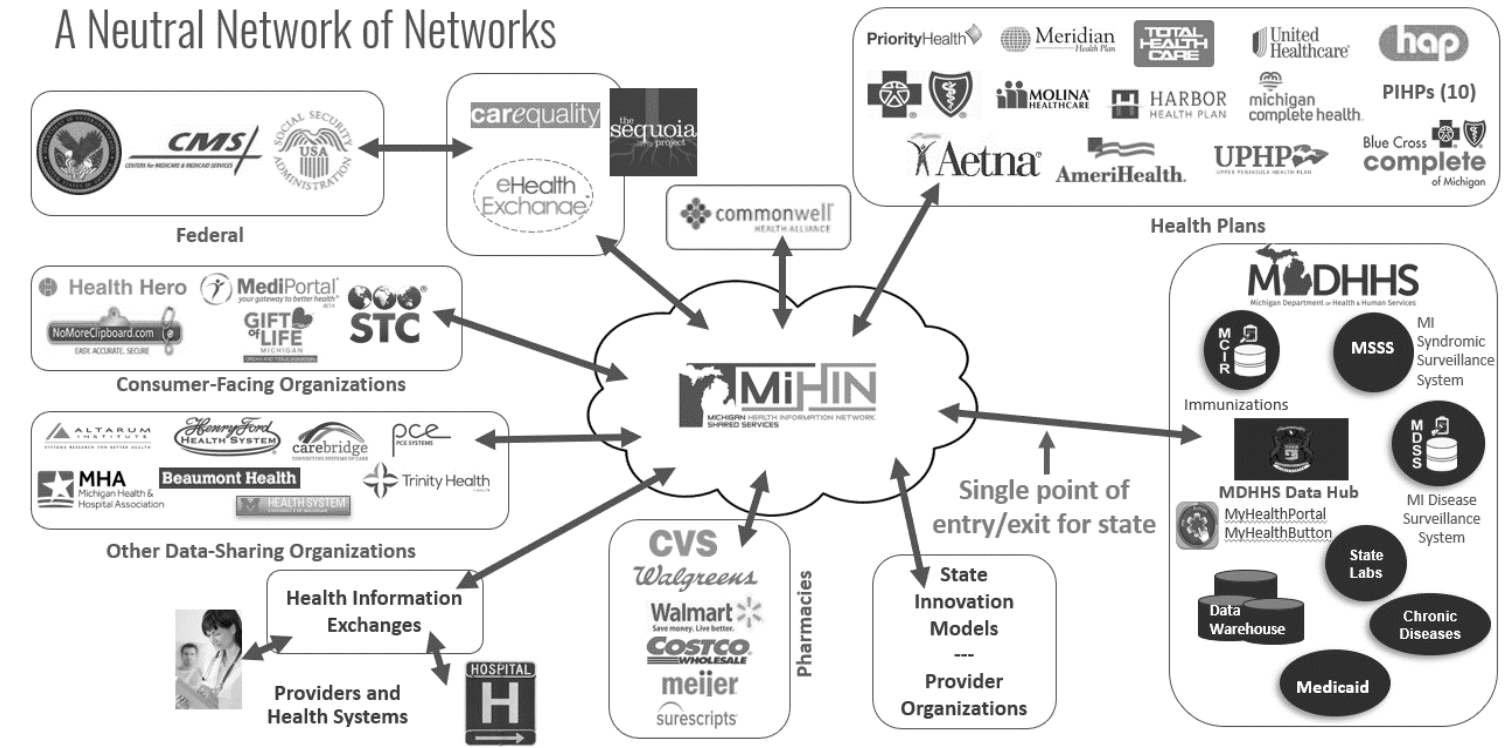 A Neutral Network of Networks
CMS
CENTERS for MEDICARE & MEDICAID SERVICES
SOCIAL SECURITY
USA
ADMINISTRATION
Federal
carequality
the
sequoia
project
eHealth
Exchange
commonwell
HEALTH ALLIANCE
PriorityHealth
Meridian
Health Plan
TOTAL
HEALTH
CARE
United
Healthcare
hap
MOLINA
HEALTHCARE
HARBOR
HEALTH PLAN
michigan
complete health
PIHPs (10)
Aetna
AmeriHealth
UPHP
UPPER PENINSULA HEALTH PLAN
Blue Cross
complete
of Michigan
Health Plans
Health Hero
MediPortal
your gateway to better health
BETA
NoMoreClipboard.com
EASY. ACCURATE. SECURE
GIFT
of
LIFE
MICHIGAN
STC
Consumer-Facing Organizations
ALTARUM
INSTITUTE
SYSTEMS RESEARCH FOR BETTER HEALTH
Henry Ford
HEALTH SYSTEM
carebridge
CONNECTING SYSTEMS OF CARE
pce
PCE SYSTEMS
MHA
Michigan Health &
Hospital Association
Beaumont Health
HEALTH SYSTEM
UNIVERSITY OF MICHIGAN
Trinity Health
Other Data-Sharing Organizations
MiHIN
MICHIGAN HEALTH INFORMATION NETWORK
SHARED SERVICES
Health Information
Exchanges
Providers and
Health Systems
HOSPITAL
H
CVS
Walgreens
Walmart
Save money. Live better.
COSTCO
WHOLESALE
meijer
surescripts
Pharmacies
State
Innovation
Models
---
Provider
Organizations
Single point of
entry/exit for state
MDHHS
Michigan Department of Health & Human Services
MCIR
Immunizations
MSSS
MI
Syndromic
Surveillance
System
MDHHS Data Hub
MyHealthPortal
MyHealthButton
MDSS
MI Disease
Surveillance
System
State
Labs
Data
Warehouse
Chronic
Diseases
Medicaid